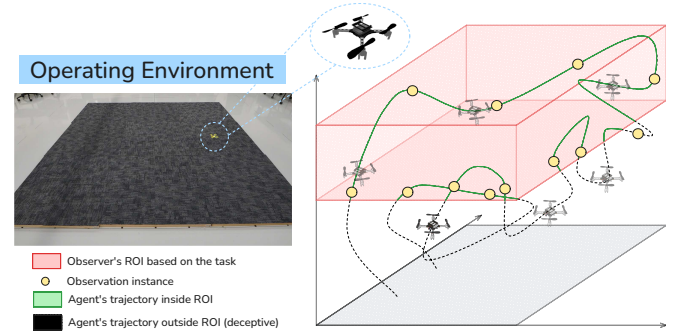 Operating Environment
Observer's ROI based on the task
Observation instance
Agent's trajectory inside ROI
Agent's trajectory outside ROI (deceptive)